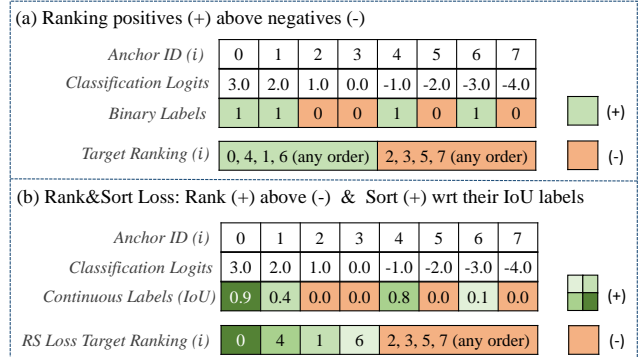 (a) Ranking positives (+) above negatives (-)
Anchor ID (i) 0 1 2 3 4 5 6 7
Classification Logits 3.0 2.0 1.0 0.0 -1.0 -2.0 -3.0 -4.0
Binary Labels 1 1 0 0 1 0 1 0 (+)
Target Ranking (i) 0, 4, 1, 6 (any order) 2, 3, 5, 7 (any order) (-)
(b) Rank&Sort Loss: Rank (+) above (-) & Sort (+) wrt their IoU labels
Anchor ID (i) 0 1 2 3 4 5 6 7
Classification Logits 3.0 2.0 1.0 0.0 -1.0 -2.0 -3.0 -4.0
Continuous Labels (IoU) 0.9 0.4 0.0 0.0 0.8 0.0 0.1 0.0 (+)
RS Loss Target Ranking (i) 0 4 1 6 2, 3, 5, 7 (any order) (-)